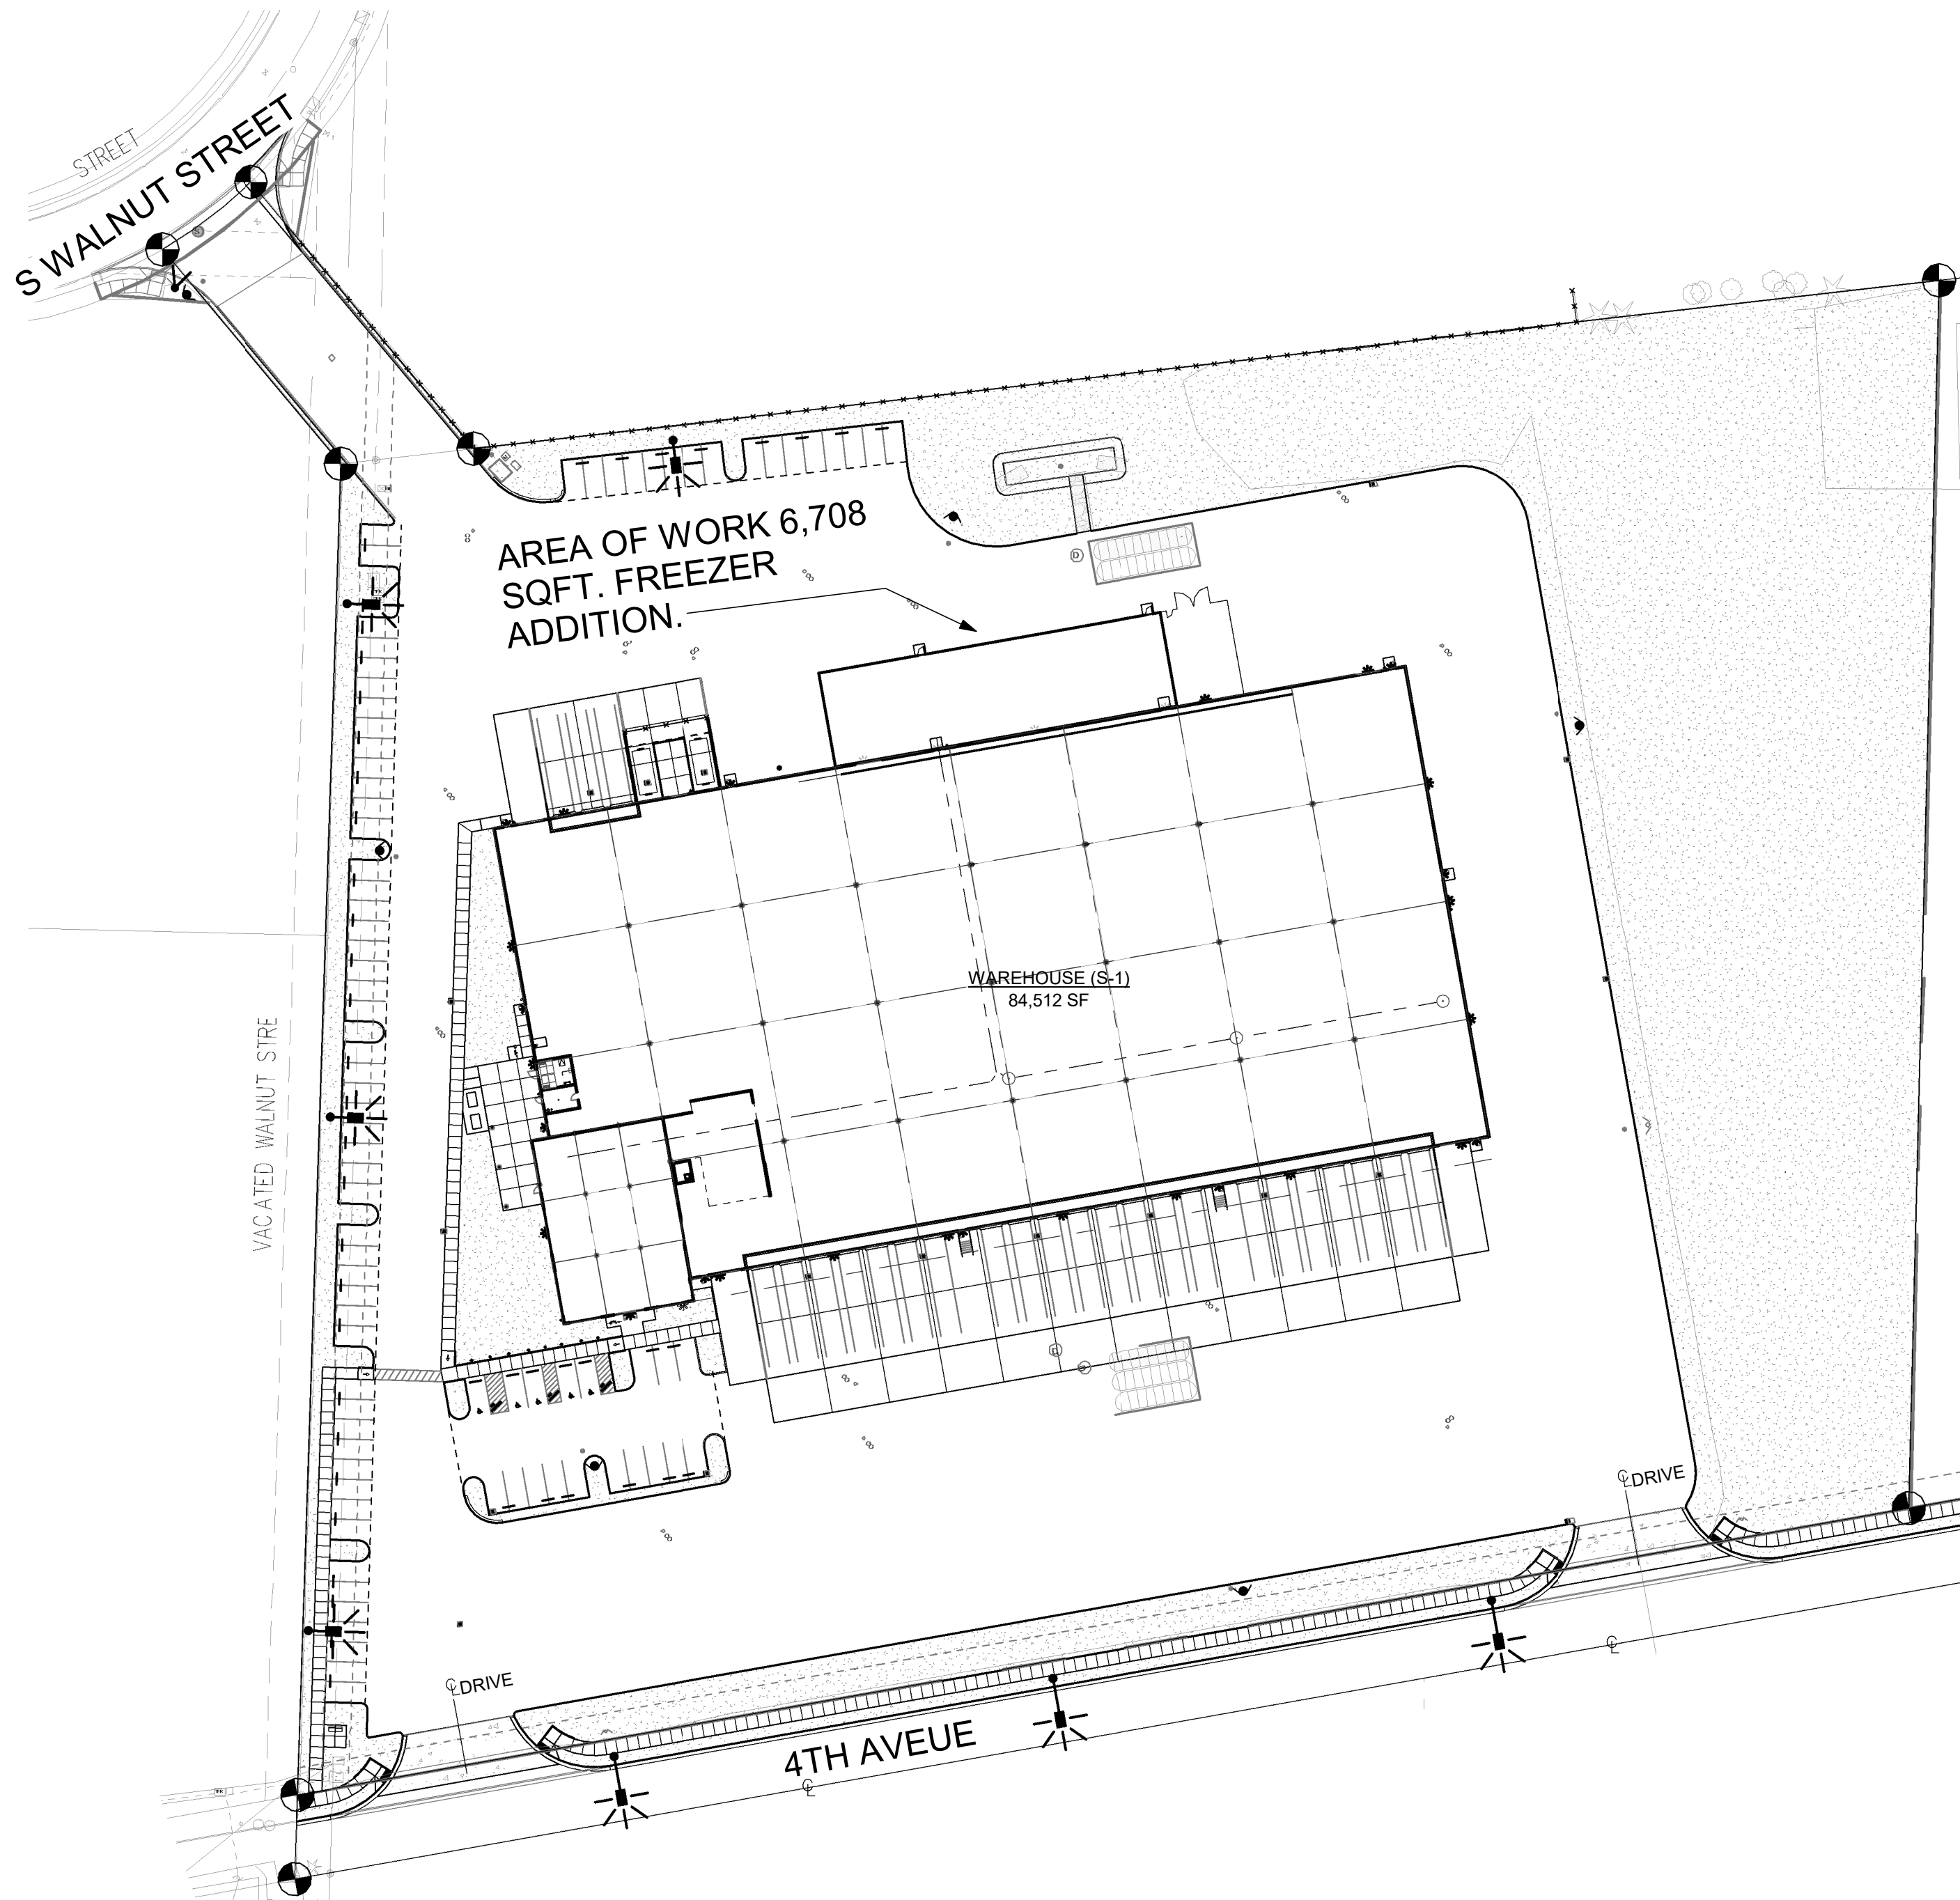 STREET
S WALNUT STREET
AREA OF WORK 6,708
SQFT. FREEZER
ADDITION.
WAREHOUSE (S-1)
84,512 SF
VACATED WALNUT STRE
℄ DRIVE
℄ DRIVE
4TH AVEUE
℄
℄